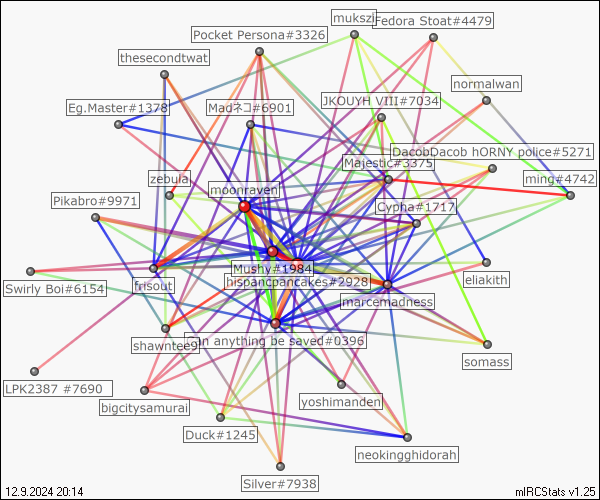 mukszi
Fedora Stoat#4479
Pocket Persona#3326
thesecondtwat
normalwan
Eg.Master#1378
Madネコ#6901
JKOUYH VIII#7034
DacobDacob hORNY police#5271
Majestic#3375
zebula
ming#4742
moonraven
Pikabro#9971
Cypha#1717
Mushy#1984
Swirly Boi#6154
frisout
hispancpancakes#2928
eliakith
marcemadness
shawntee9
can anything be saved#0396
somass
LPK2387 #7690
bigcitysamurai
yoshimanden
Duck#1245
neokingghidorah
Silver#7938
12.9.2024 20:14
mIRCStats v1.25